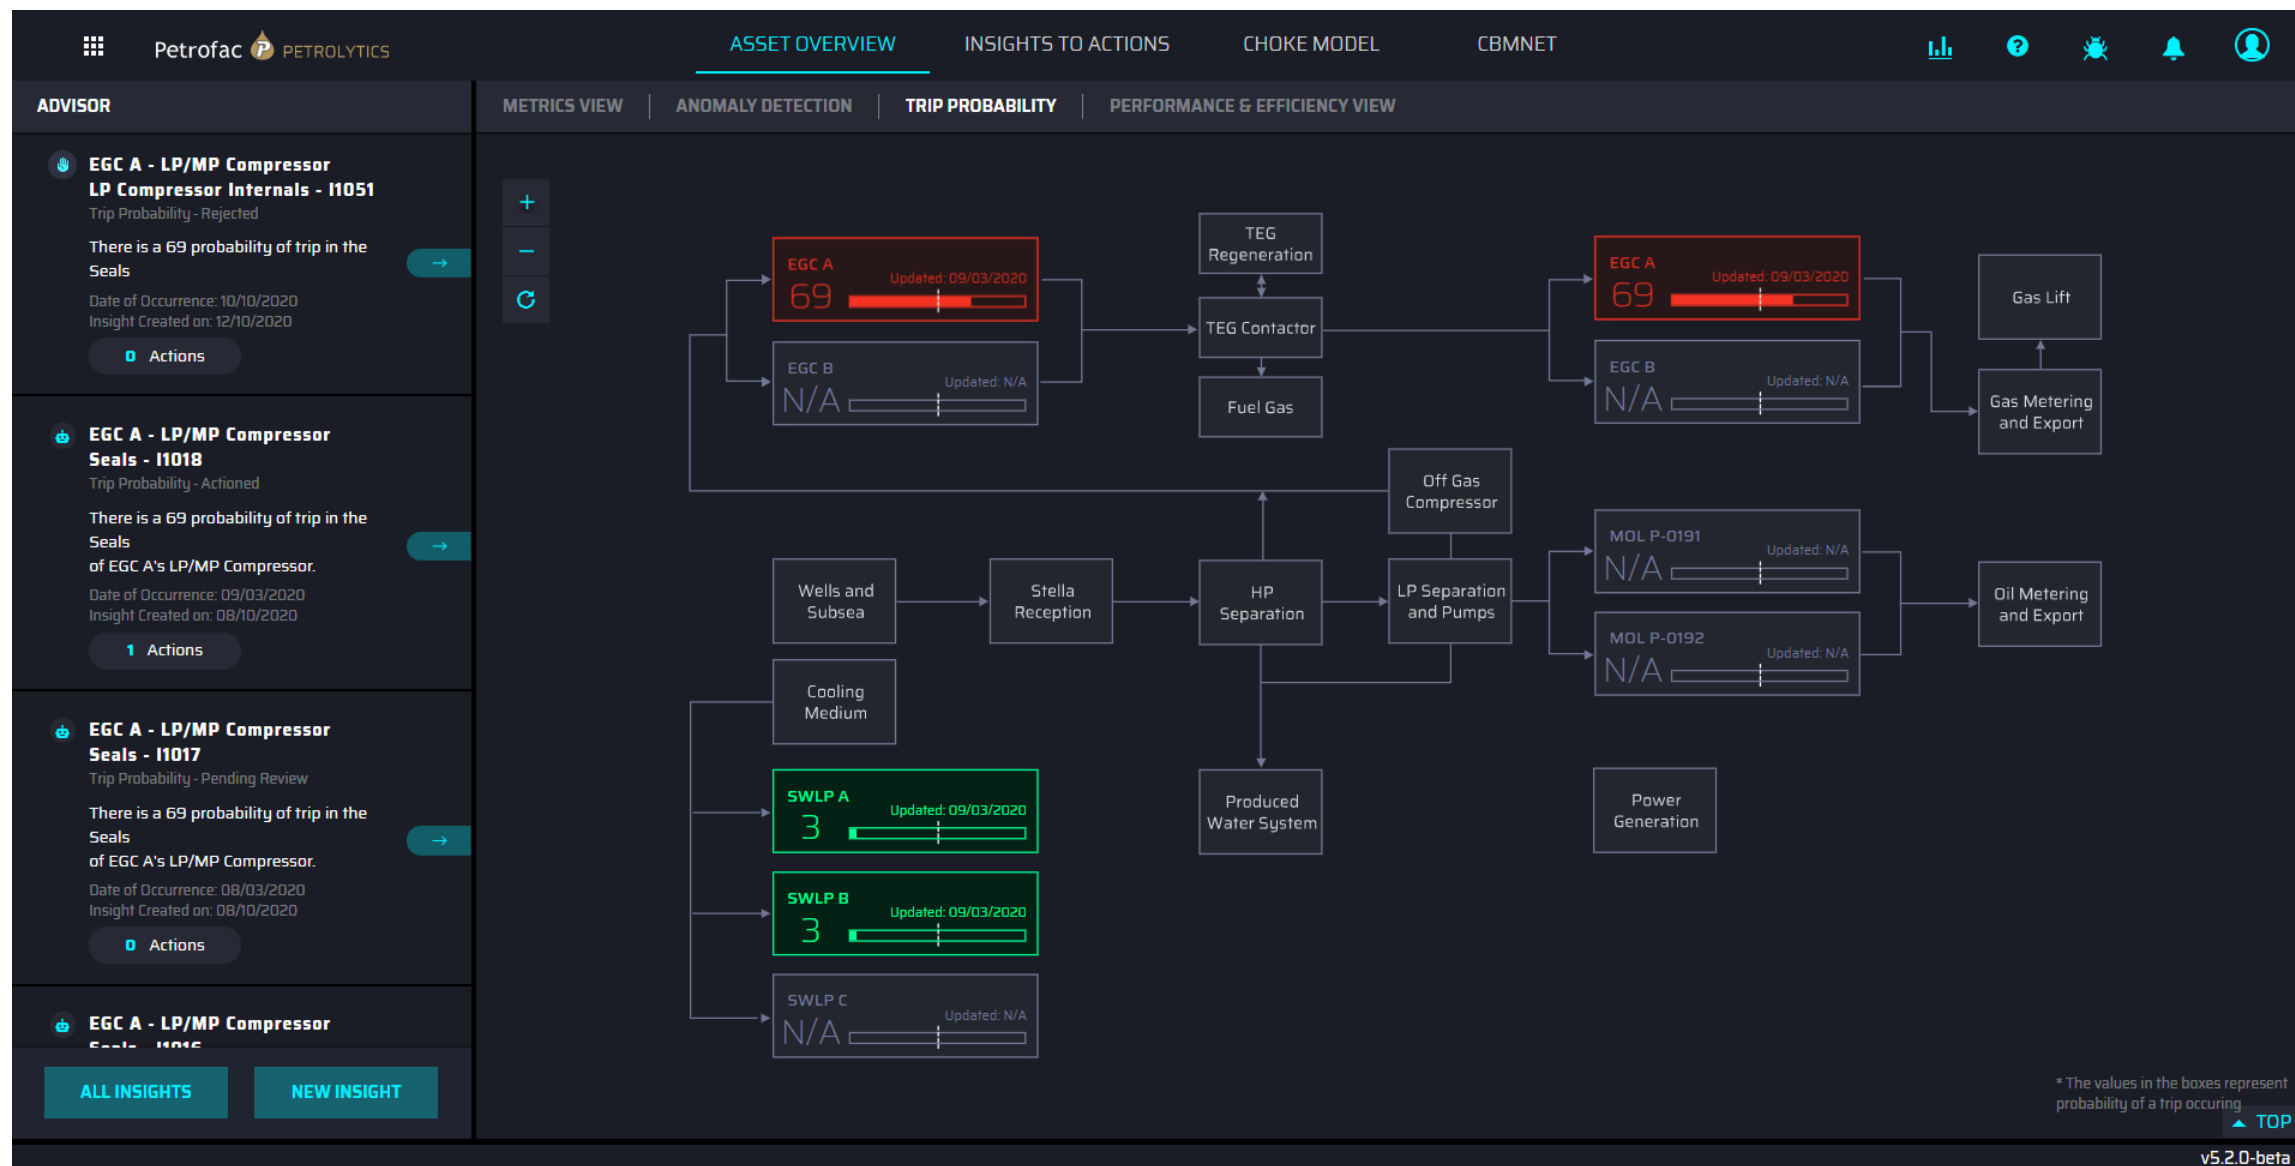 Petrofac PETROLYTICS
ASSET OVERVIEW
INSIGHTS TO ACTIONS
CHOKE MODEL
CBMNET
ADVISOR
METRICS VIEW
ANOMALY DETECTION
TRIP PROBABILITY
PERFORMANCE & EFFICIENCY VIEW
EGC A - LP/MP Compressor
LP Compressor Internals - I1051
Trip Probability - Rejected
There is a 69 probability of trip in the
Seals
Date of Occurrence: 10/10/2020
Insight Created on: 12/10/2020
0 Actions
EGC A - LP/MP Compressor
Seals - I1018
Trip Probability - Actioned
There is a 69 probability of trip in the
Seals
of EGC A's LP/MP Compressor.
Date of Occurrence: 09/03/2020
Insight Created on: 08/10/2020
1 Actions
EGC A - LP/MP Compressor
Seals - I1017
Trip Probability - Pending Review
There is a 69 probability of trip in the
Seals
of EGC A's LP/MP Compressor.
Date of Occurrence: 08/03/2020
Insight Created on: 08/10/2020
0 Actions
EGC A - LP/MP Compressor
Seals - I1016
ALL INSIGHTS
NEW INSIGHT
EGC A
Updated: 09/03/2020
69
EGC B
Updated: N/A
N/A
TEG
Regeneration
TEG Contactor
Fuel Gas
EGC A
Updated: 09/03/2020
69
EGC B
Updated: N/A
N/A
Gas Lift
Gas Metering
and Export
Off Gas
Compressor
Wells and
Subsea
Stella
Reception
HP
Separation
LP Separation
and Pumps
MOL P-0191
Updated: N/A
N/A
MOL P-0192
Updated: N/A
N/A
Oil Metering
and Export
Cooling
Medium
SWLP A
Updated: 09/03/2020
3
SWLP B
Updated: 09/03/2020
3
SWLP C
Updated: N/A
N/A
Produced
Water System
Power
Generation
* The values in the boxes represent
probability of a trip occuring
TOP
v5.2.0-beta